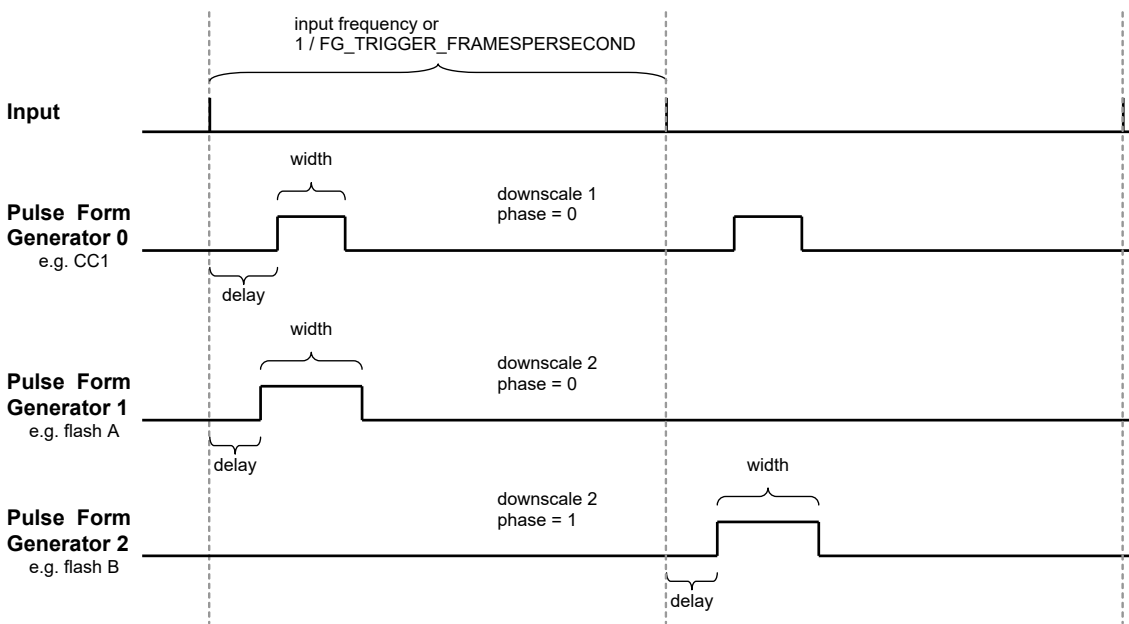 input frequency or
1 / FG_TRIGGER_FRAMESPERSECOND
Input
width
downscale 1
phase = 0
Pulse Form
Generator 0
e.g. CC1
delay
width
downscale 2
phase = 0
Pulse Form
Generator 1
e.g. flash A
delay
width
downscale 2
phase = 1
Pulse Form
Generator 2
e.g. flash B
delay